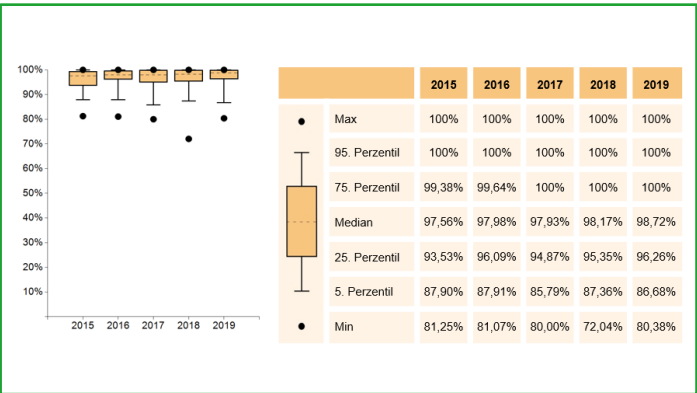 100%
90%
80%
70%
60%
50%
40%
30%
20%
10%
2015 2016 2017 2018 2019
2015 2016 2017 2018 2019
Max 100% 100% 100% 100% 100%
95. Perzentil 100% 100% 100% 100% 100%
75. Perzentil 99,38% 99,64% 100% 100% 100%
Median 97,56% 97,98% 97,93% 98,17% 98,72%
25. Perzentil 93,53% 96,09% 94,87% 95,35% 96,26%
5. Perzentil 87,90% 87,91% 85,79% 87,36% 86,68%
Min 81,25% 81,07% 80,00% 72,04% 80,38%